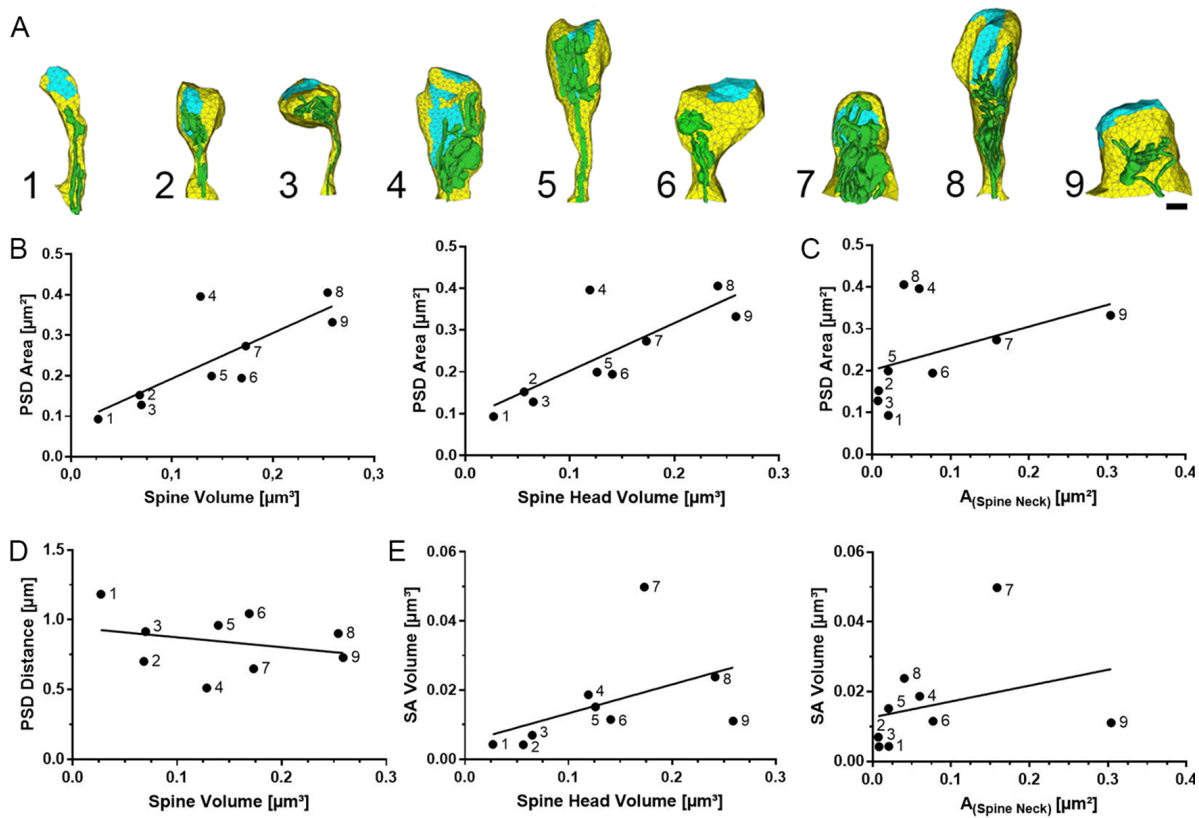 A
1 2 3 4 5 6 7 8 9
B
PSD Area [µm²]
0.5
0.4
0.3
0.2
0.1
0.0
0,0 0,1 0,2 0,3
Spine Volume [µm³]
1 2 3 4 5 6 7 8 9
PSD Area [µm²]
0.5
0.4
0.3
0.2
0.1
0.0
0.0 0.1 0.2 0.3
Spine Head Volume [µm³]
1 2 3 4 5 6 7 8 9
C
PSD Area [µm²]
0.5
0.4
0.3
0.2
0.1
0.0
0.0 0.1 0.2 0.3 0.4
A(Spine Neck) [µm²]
1 2 3 4 5 6 7 8 9
D
PSD Distance [µm]
1.5
1.0
0.5
0.0
0.0 0.1 0.2 0.3
Spine Volume [µm³]
1 2 3 4 5 6 7 8 9
E
SA Volume [µm³]
0.06
0.04
0.02
0.00
0.0 0.1 0.2 0.3
Spine Head Volume [µm³]
1 2 3 4 5 6 7 8 9
SA Volume [µm³]
0.06
0.04
0.02
0.00
0.0 0.1 0.2 0.3 0.4
A(Spine Neck) [µm²]
1 2 3 4 5 6 7 8 9